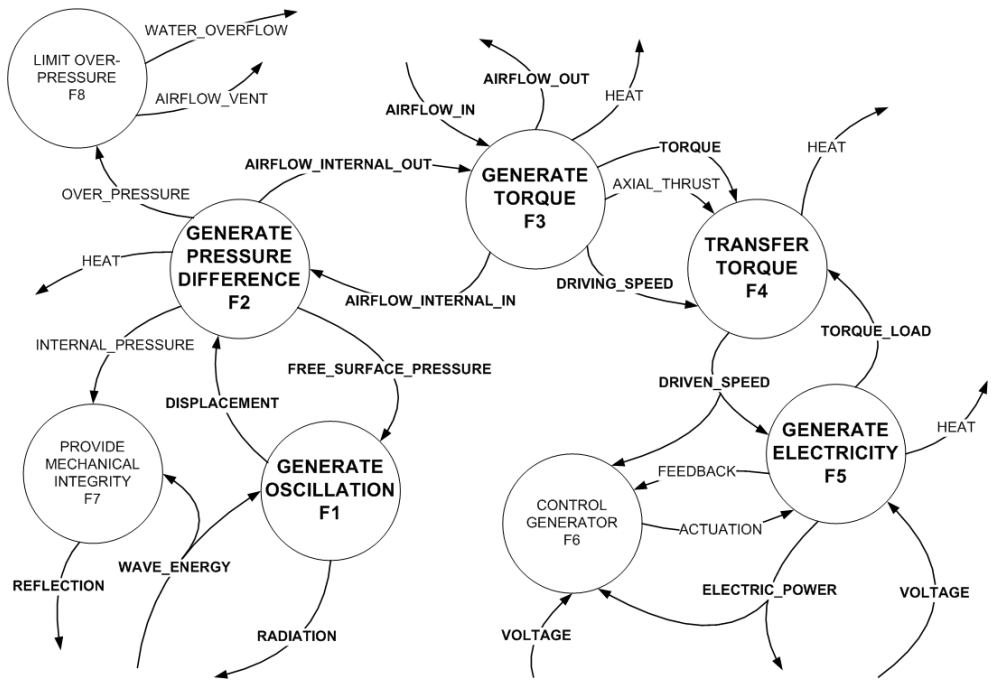 WATER_OVERFLOW
LIMIT OVER-
PRESSURE
F8
AIRFLOW_VENT
AIRFLOW_OUT
AIRFLOW_IN
HEAT
AIRFLOW_INTERNAL_OUT
TORQUE
HEAT
OVER_PRESSURE
GENERATE
TORQUE
F3
AXIAL_THRUST
GENERATE
PRESSURE
DIFFERENCE
F2
TRANSFER
TORQUE
F4
HEAT
DRIVING_SPEED
AIRFLOW_INTERNAL_IN
TORQUE_LOAD
INTERNAL_PRESSURE
FREE_SURFACE_PRESSURE
DRIVEN_SPEED
DISPLACEMENT
GENERATE
ELECTRICITY
F5
HEAT
PROVIDE
MECHANICAL
INTEGRITY
F7
GENERATE
OSCILLATION
F1
FEEDBACK
CONTROL
GENERATOR
F6
ACTUATION
WAVE_ENERGY
REFLECTION
ELECTRIC_POWER
VOLTAGE
RADIATION
VOLTAGE